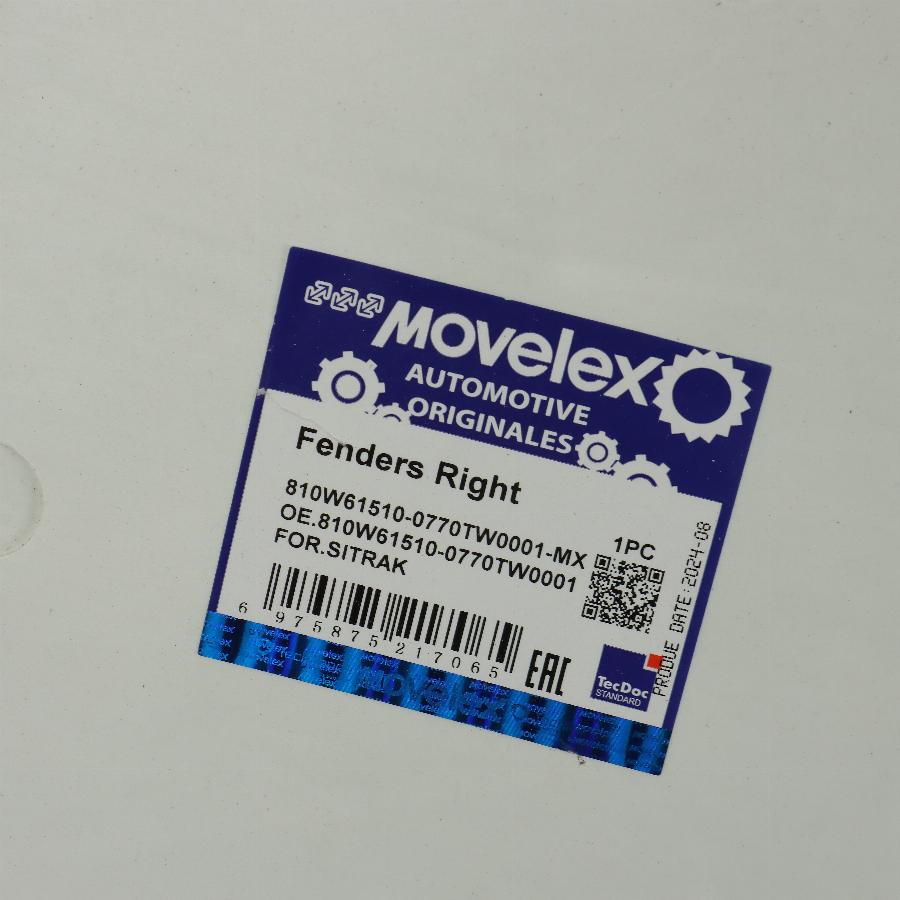 Movelex
AUTOMOTIVE
ORIGINALES
Fenders Right
810W61510-0770TW0001-MX
OE.810W61510-0770TW0001
FOR.SITRAK
1PC
6 975875 217065
EAC
TecDoc
STANDARD
PRODUE DATE:2024-08
Movelex